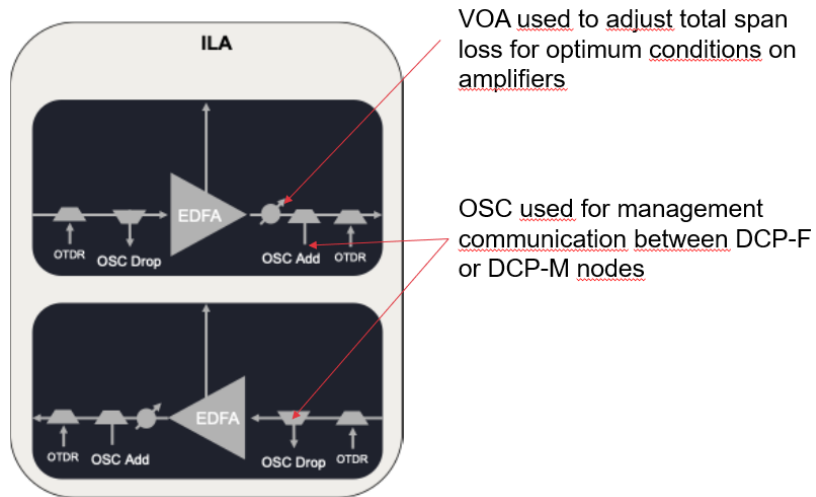 ILA
VOA used to adjust total span
loss for optimum conditions on
amplifiers
EDFA
OTDR
OSC Drop
OSC Add
OTDR
OSC used for management
communication between DCP-F
or DCP-M nodes
EDFA
OTDR
OSC Add
OSC Drop
OTDR